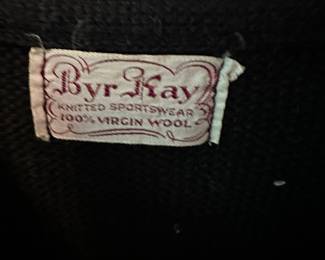 Byr Kay
KNITTED SPORTSWEAR
100% VIRGIN WOOL